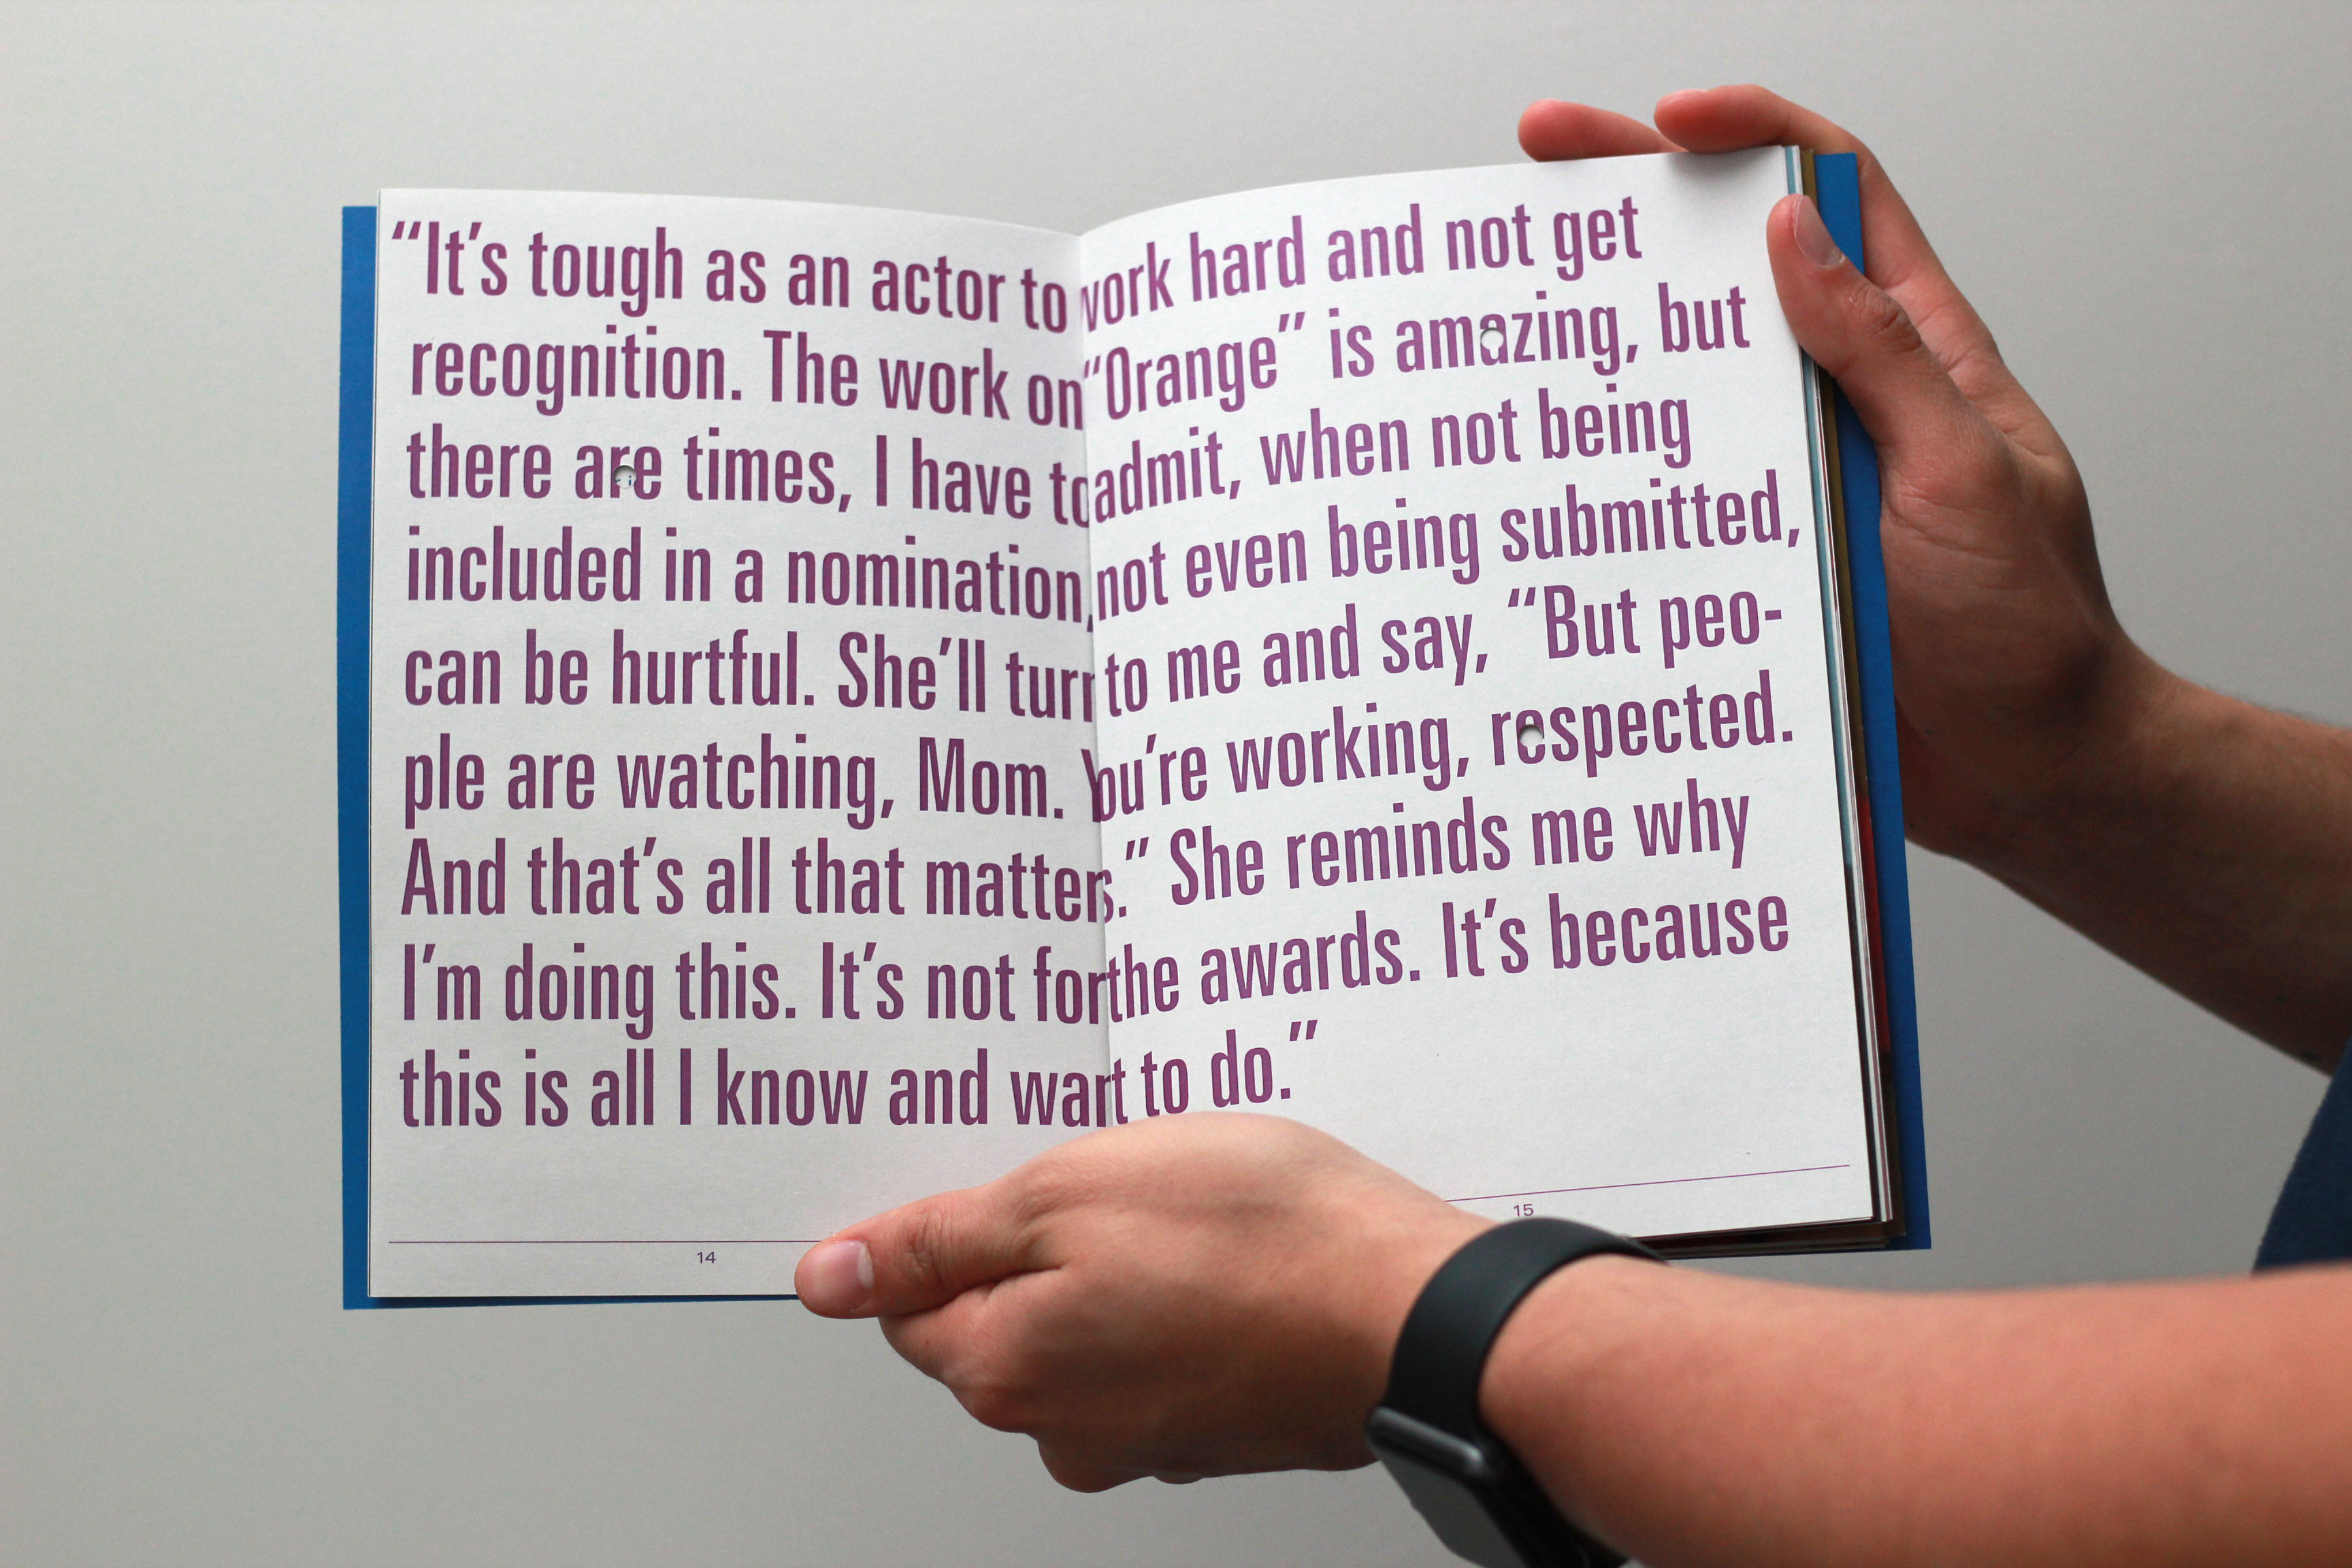 “It’s tough as an actor to work hard and not get
recognition. The work on “Orange” is amazing, but
there are times, I have to admit, when not being
included in a nomination, not even being submitted,
can be hurtful. She’ll turn to me and say, “But peo-
ple are watching, Mom. You’re working, respected.
And that’s all that matters.” She reminds me why
I’m doing this. It’s not for the awards. It’s because
this is all I know and want to do.”
14
15